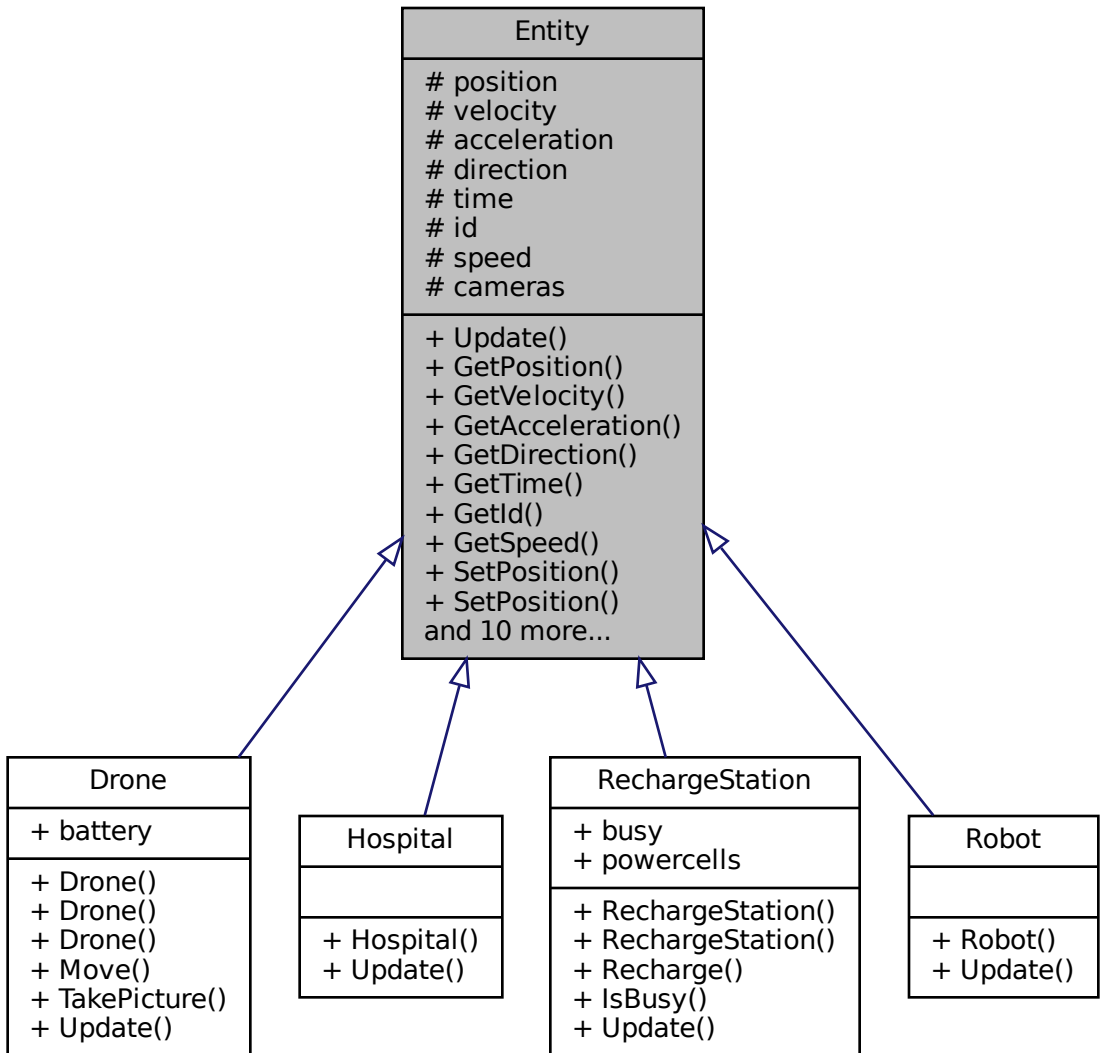 Entity
# position
# velocity
# acceleration
# direction
# time
# id
# speed
# cameras
+ Update()
+ GetPosition()
+ GetVelocity()
+ GetAcceleration()
+ GetDirection()
+ GetTime()
+ GetId()
+ GetSpeed()
+ SetPosition()
+ SetPosition()
and 10 more...
Drone
+ battery
+ Drone()
+ Drone()
+ Drone()
+ Move()
+ TakePicture()
+ Update()
Hospital
+ Hospital()
+ Update()
RechargeStation
+ busy
+ powercells
+ RechargeStation()
+ RechargeStation()
+ Recharge()
+ IsBusy()
+ Update()
Robot
+ Robot()
+ Update()